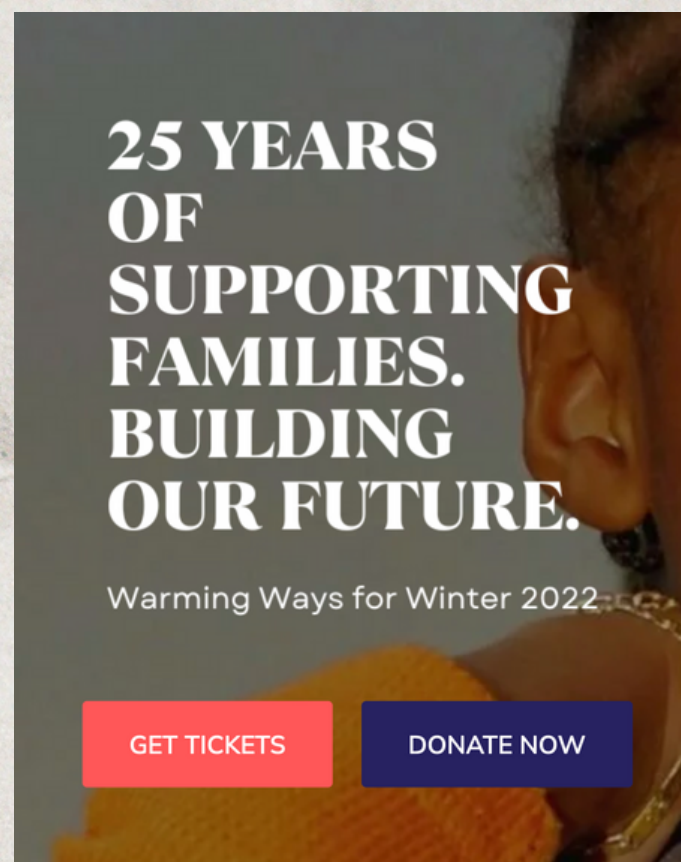 25 YEARS
OF
SUPPORTING
FAMILIES.
BUILDING
OUR FUTURE.
Warming Ways for Winter 2022
GET TICKETS
DONATE NOW